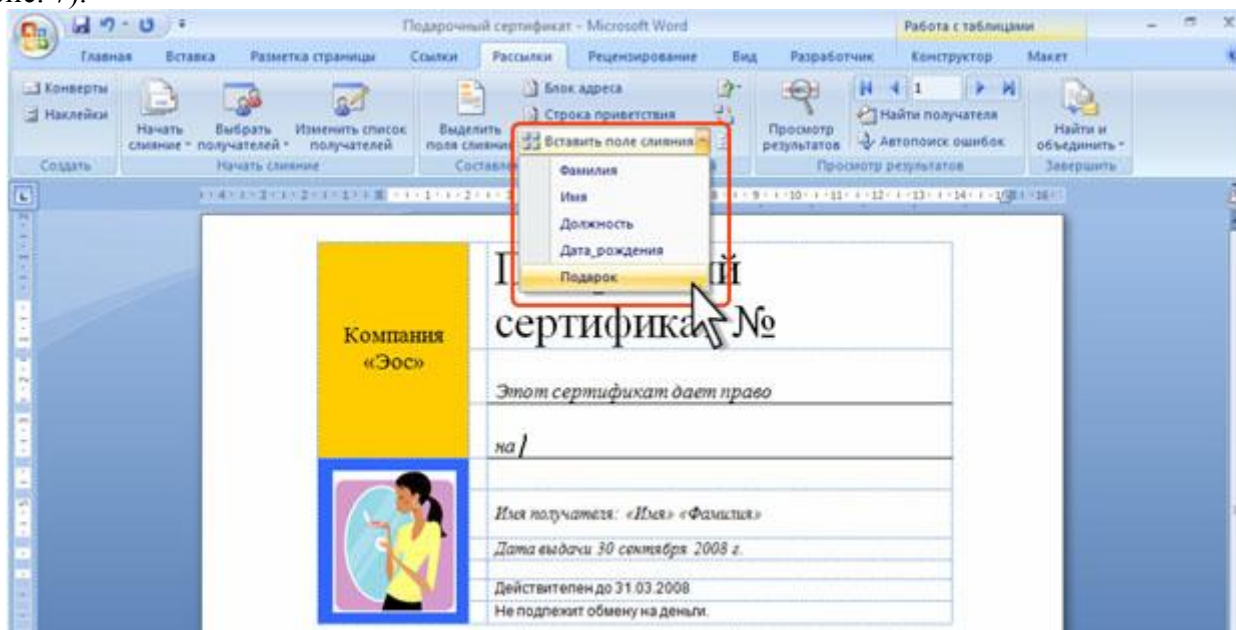 Подарочный сертификат - Microsoft Word
Работа с таблицами
Главная Вставка Разметка страницы Ссылки Рассылки Рецензирование Вид Разработчик Конструктор Макет
Конверты
Наклейки
Создать
Начать слияние
Выбрать получателей
Изменить список получателей
Начать слияние
Выделить поля слияния
Блок адреса
Строка приветствия
Вставить поле слияния
Фамилия
Имя
Должность
Дата_рождения
Подарок
Просмотр результатов
1
Найти получателя
Автопоиск ошибок
Просмотр результатов
Найти и объединить
Завершить
Компания
«Эос»
сертификат №
Этот сертификат дает право
на
Имя получателя: «Имя» «Фамилия»
Дата выдачи 30 сентября 2008 г.
Действителен до 31.03.2008
Не подлежит обмену на деньги.